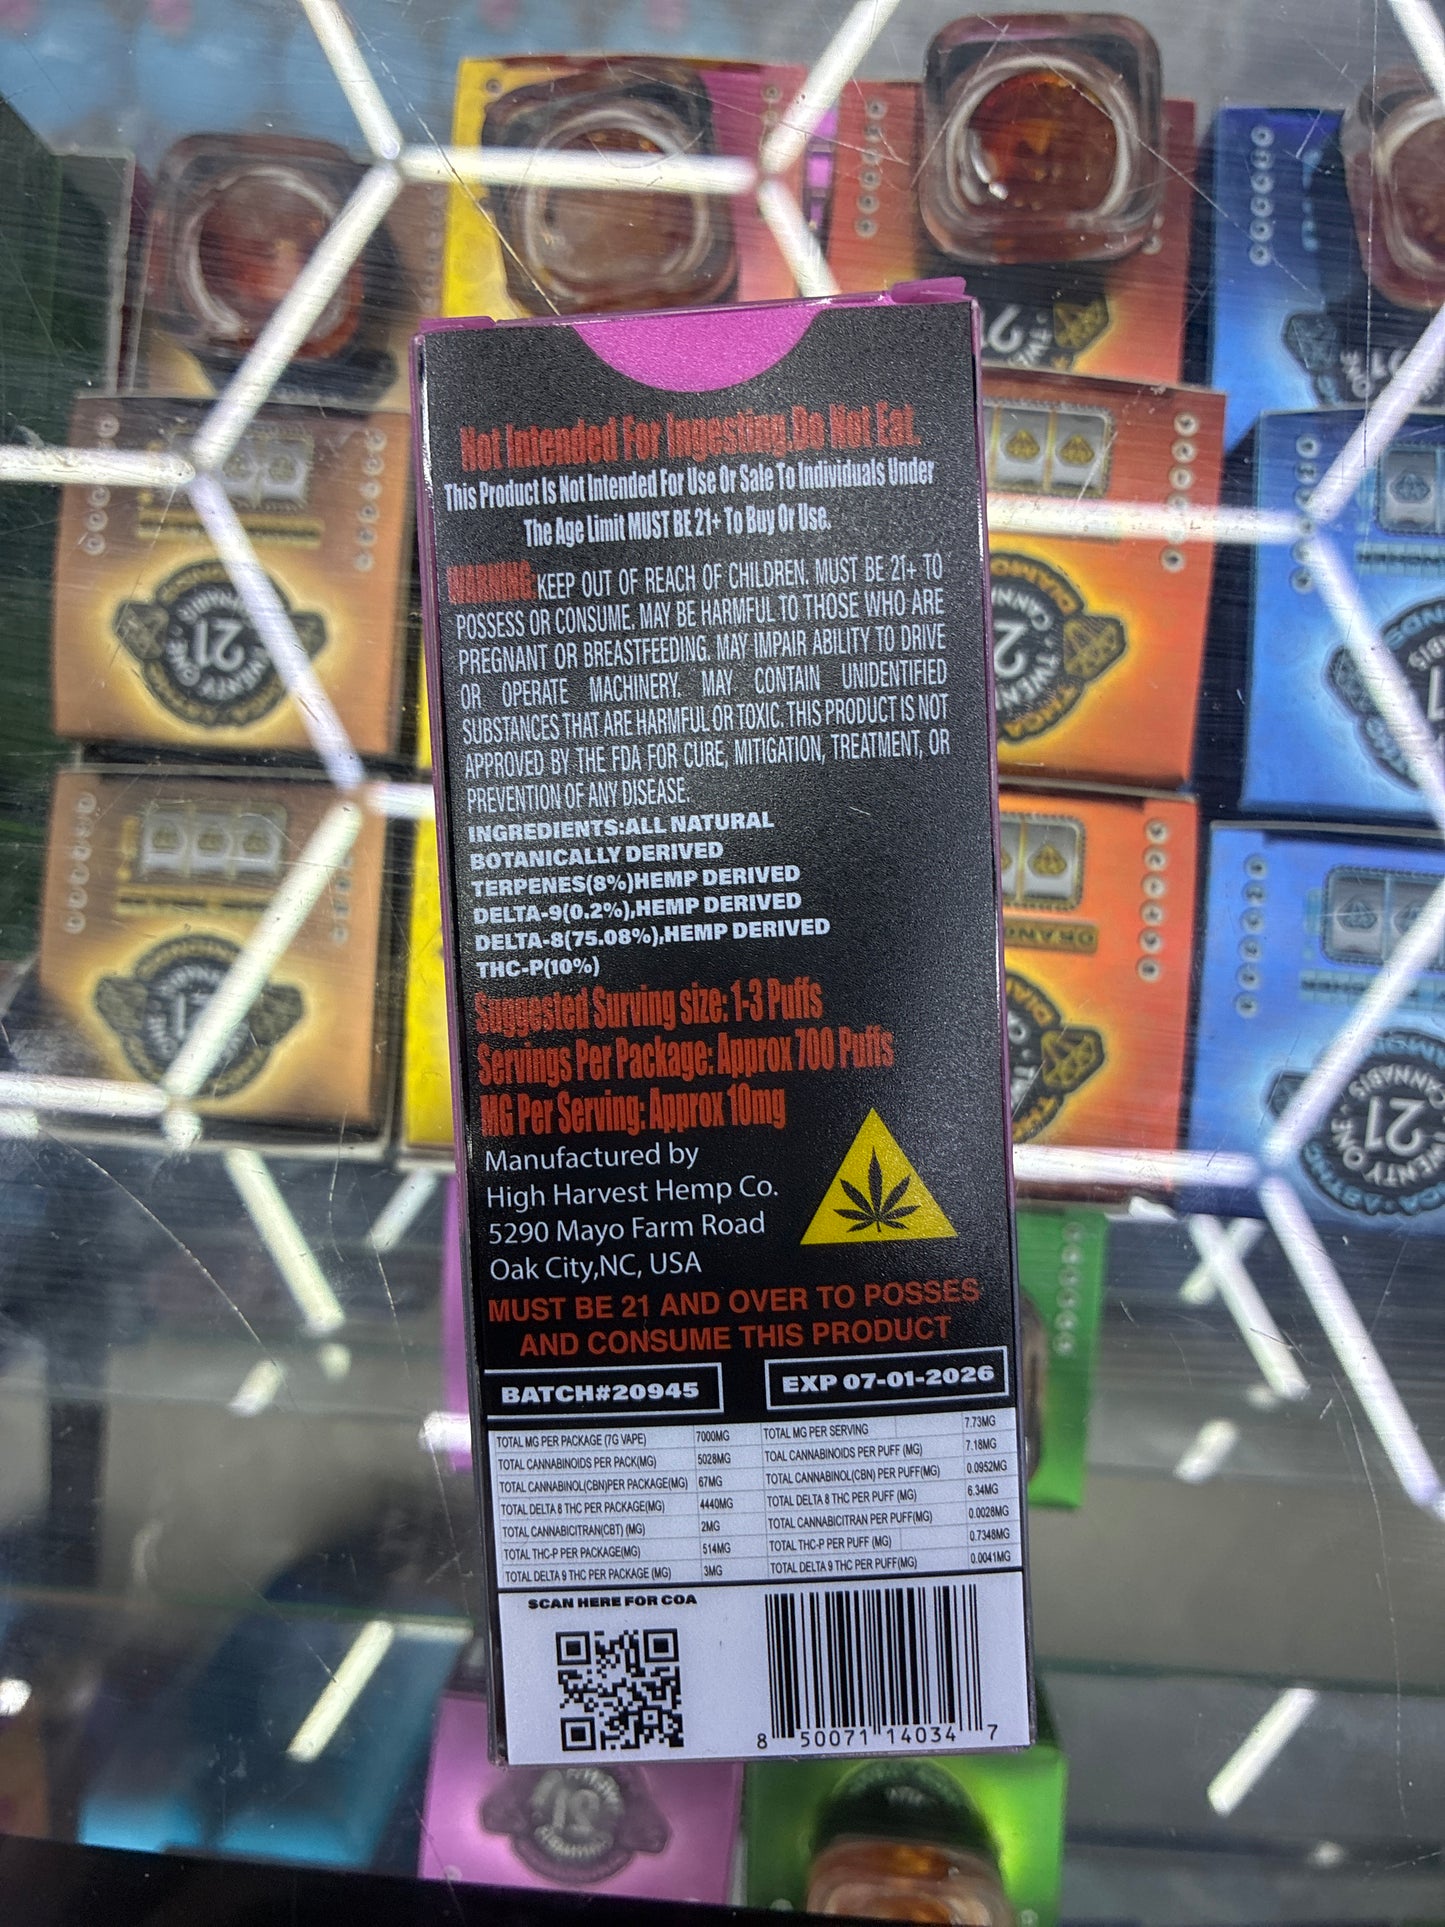 Not Intended For Ingesting.Do Not Eat.
This Product Is Not Intended For Use Or Sale To Individuals Under
The Age Limit MUST BE 21+ To Buy Or Use.
WARNING:KEEP OUT OF REACH OF CHILDREN. MUST BE 21+ TO
POSSESS OR CONSUME. MAY BE HARMFUL TO THOSE WHO ARE
PREGNANT OR BREASTFEEDING. MAY IMPAIR ABILITY TO DRIVE
OR OPERATE MACHINERY. MAY CONTAIN UNIDENTIFIED
SUBSTANCES THAT ARE HARMFUL OR TOXIC. THIS PRODUCT IS NOT
APPROVED BY THE FDA FOR CURE, MITIGATION, TREATMENT, OR
PREVENTION OF ANY DISEASE.
INGREDIENTS:ALL NATURAL
BOTANICALLY DERIVED
TERPENES(8%)HEMP DERIVED
DELTA-9(0.2%),HEMP DERIVED
DELTA-8(75.08%),HEMP DERIVED
THC-P(10%)
Suggested Surving size: 1-3 Puffs
Servings Per Package: Approx 700 Puffs
MG Per Serving: Approx 10mg
Manufactured by
High Harvest Hemp Co.
5290 Mayo Farm Road
Oak City,NC, USA
MUST BE 21 AND OVER TO POSSES
AND CONSUME THIS PRODUCT
BATCH#20945 EXP 07-01-2026
TOTAL MG PER PACKAGE (7G VAPE) 7000MG TOTAL MG PER SERVING 7.73MG
TOTAL CANNABINOIDS PER PACK(MG) 5028MG TOAL CANNABINOIDS PER PUFF (MG) 7.18MG
TOTAL CANNABINOL(CBN)PER PACKAGE(MG) 67MG TOTAL CANNABINOL(CBN) PER PUFF(MG) 0.0952MG
TOTAL DELTA 8 THC PER PACKAGE(MG) 4440MG TOTAL DELTA 8 THC PER PUFF (MG) 6.34MG
TOTAL CANNABICITRAN(CBT) (MG) 2MG TOTAL CANNABICITRAN PER PUFF(MG) 0.0028MG
TOTAL THC-P PER PACKAGE(MG) 514MG TOTAL THC-P PER PUFF (MG) 0.7348MG
TOTAL DELTA 9 THC PER PACKAGE (MG) 3MG TOTAL DELTA 9 THC PER PUFF(MG) 0.0041MG
SCAN HERE FOR COA
8 50071 14034 7
21
TWENTY ONE
CANNABIS
21
21
TWENTY ONE
CANNABIS
21